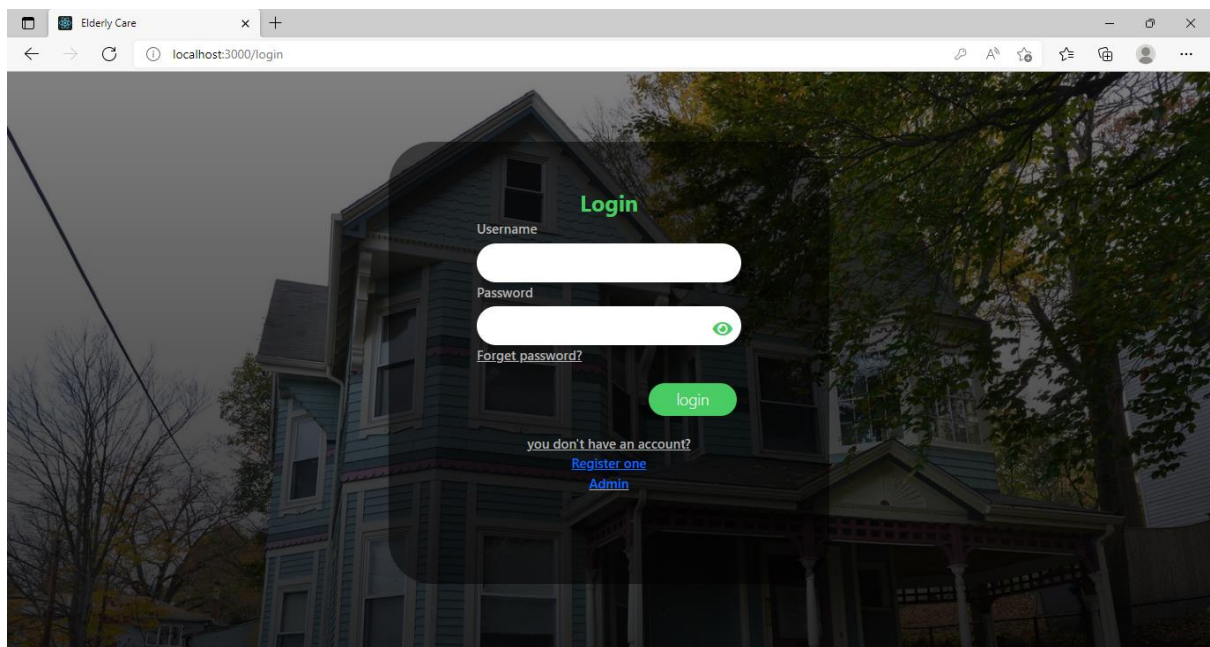 Elderly Care
localhost:3000/login
Login
Username
Password
Forget password?
login
you don't have an account?
Register one
Admin